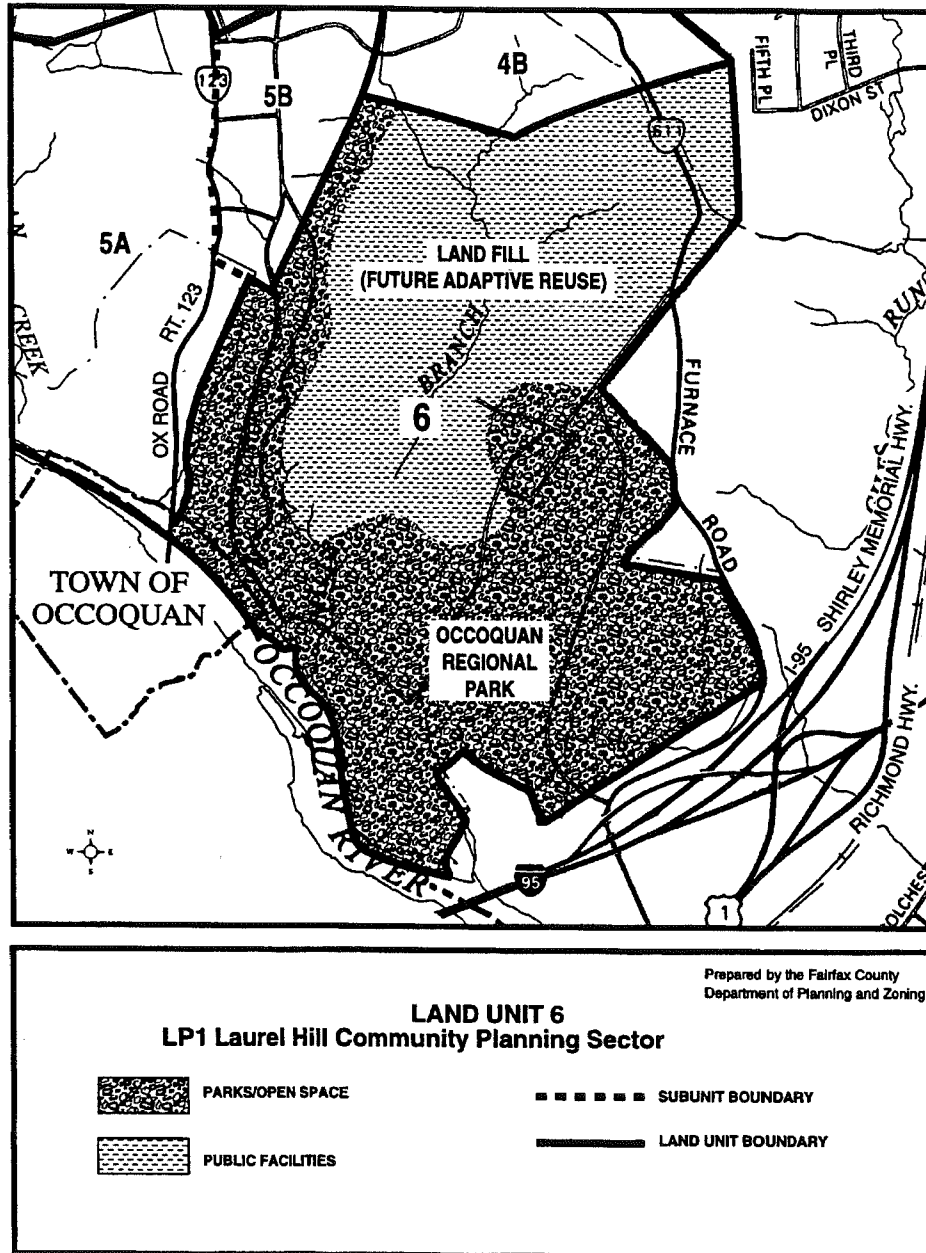 123
5B
4B
611
FIFTH PL
THIRD PL
DIXON ST
5A
LAND FILL
(FUTURE ADAPTIVE REUSE)
RT. 123
OX ROAD
CREEK
BRANCH
6
FURNACE
ROAD
RUN
TOWN OF
OCCOQUAN
OCCOQUAN
REGIONAL
PARK
OCCOQUAN RIVER
I-95 SHIRLEY MEMORIAL HWY.
RICHMOND HWY.
N
W E
S
95
1
Prepared by the Fairfax County
Department of Planning and Zoning
LAND UNIT 6
LP1 Laurel Hill Community Planning Sector
PARKS/OPEN SPACE
SUBUNIT BOUNDARY
PUBLIC FACILITIES
LAND UNIT BOUNDARY